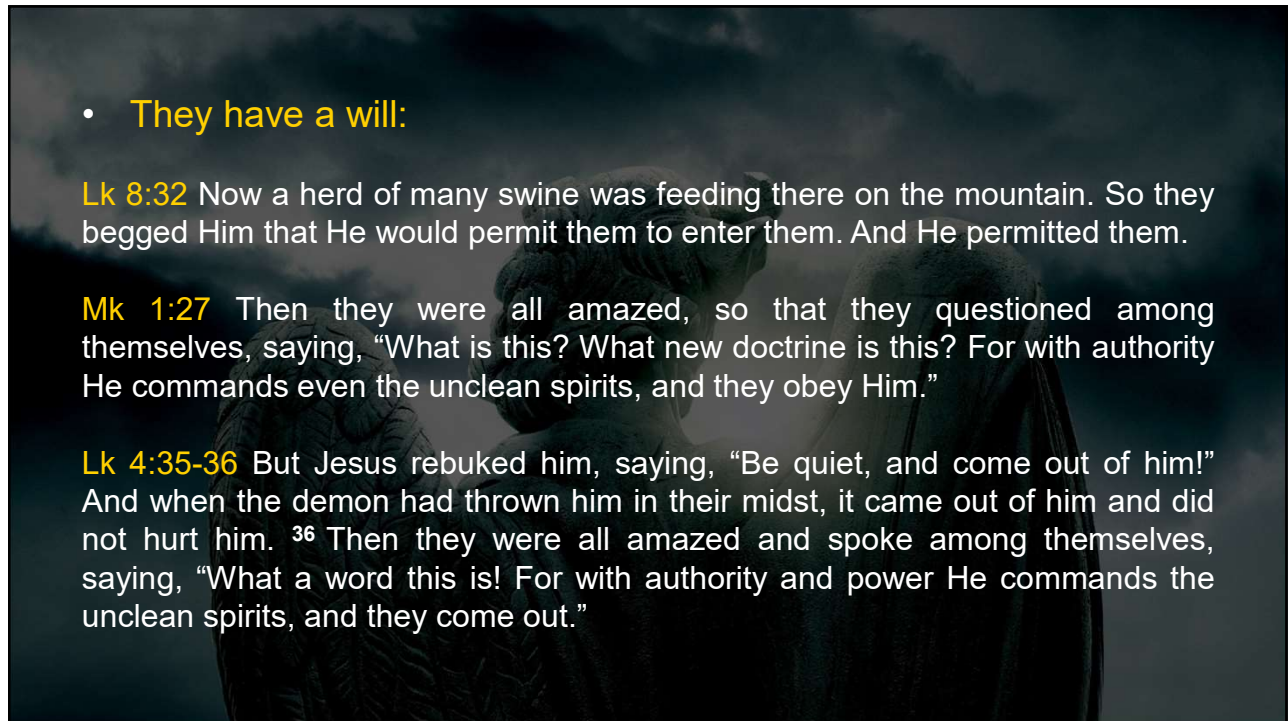 • They have a will:
Lk 8:32 Now a herd of many swine was feeding there on the mountain. So they
begged Him that He would permit them to enter them. And He permitted them.
Mk 1:27 Then they were all amazed, so that they questioned among
themselves, saying, “What is this? What new doctrine is this? For with authority
He commands even the unclean spirits, and they obey Him.”
Lk 4:35-36 But Jesus rebuked him, saying, “Be quiet, and come out of him!”
And when the demon had thrown him in their midst, it came out of him and did
not hurt him. 36 Then they were all amazed and spoke among themselves,
saying, “What a word this is! For with authority and power He commands the
unclean spirits, and they come out.”